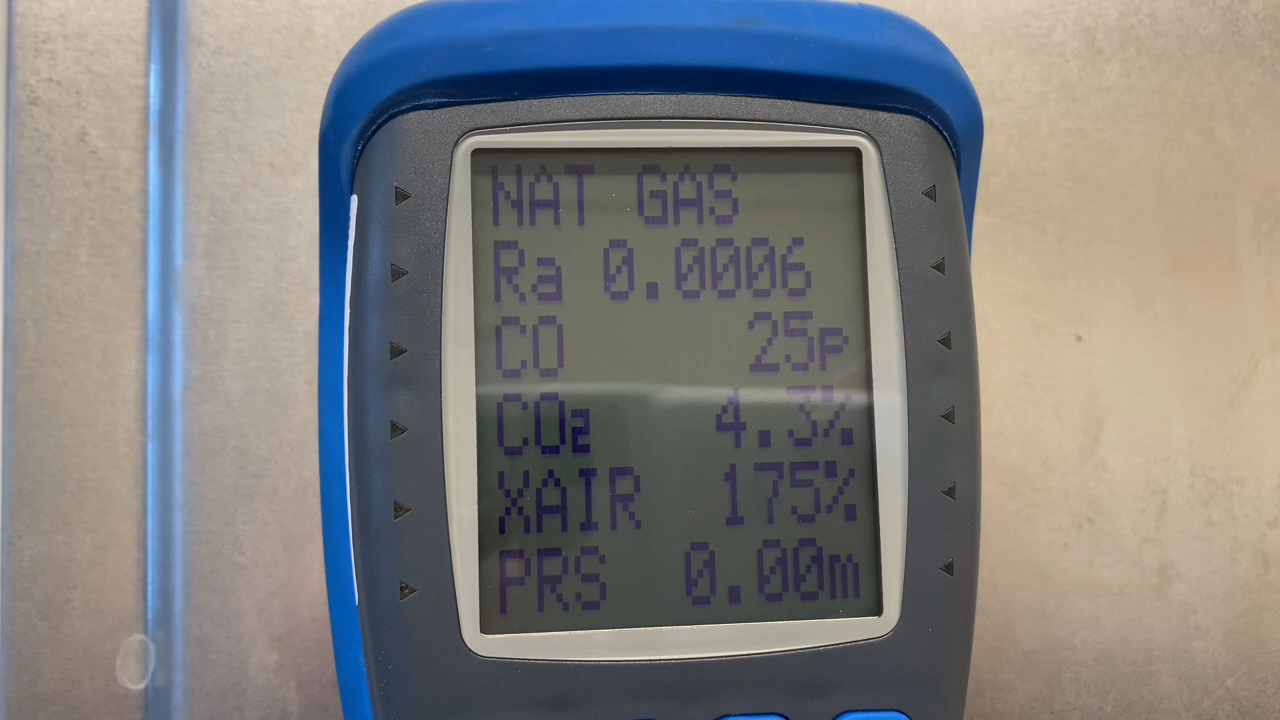 NAT GAS
Ra 0.0006
CO 25p
CO₂ 4.3%
XAIR 175%
PRS 0.00m